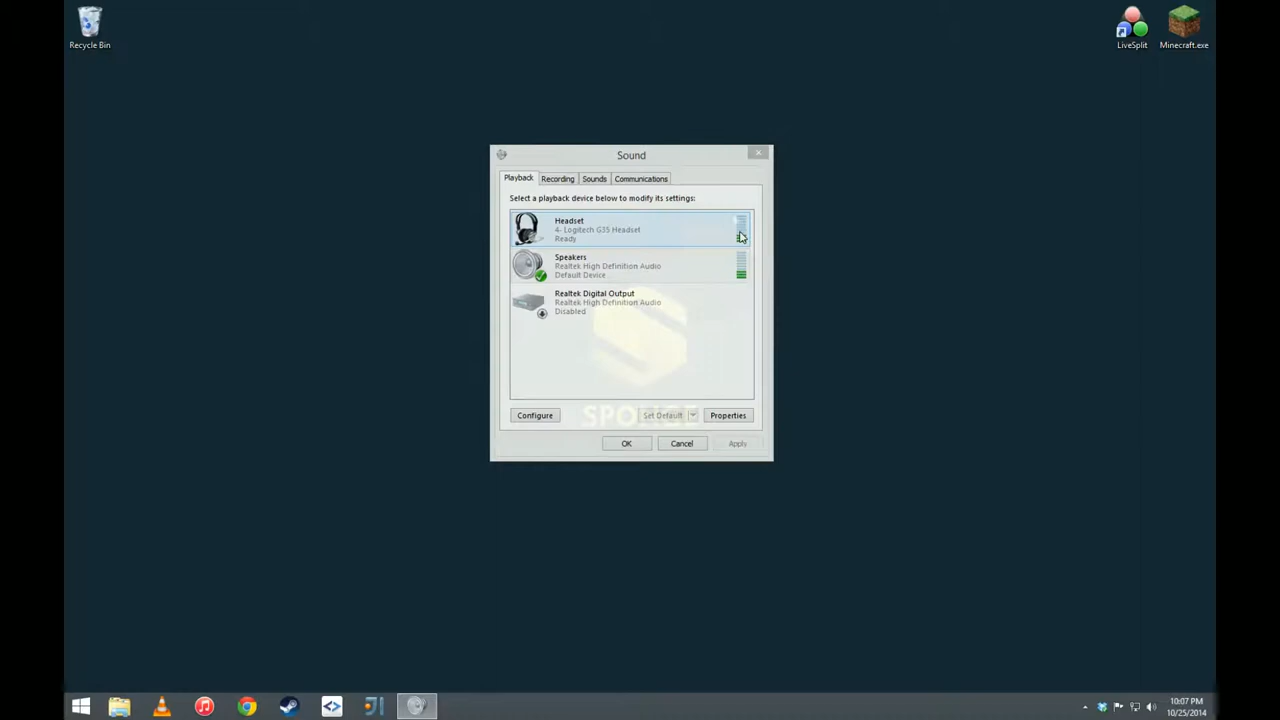 Recycle Bin
LiveSplit
Minecraft.exe
Sound
Playback
Recording
Sounds
Communications
Select a playback device below to modify its settings:
Headset
4- Logitech G35 Headset
Ready
Speakers
Realtek High Definition Audio
Default Device
Realtek Digital Output
Realtek High Definition Audio
Disabled
Configure
Set Default
Properties
OK
Cancel
Apply
10:07 PM
10/25/2014